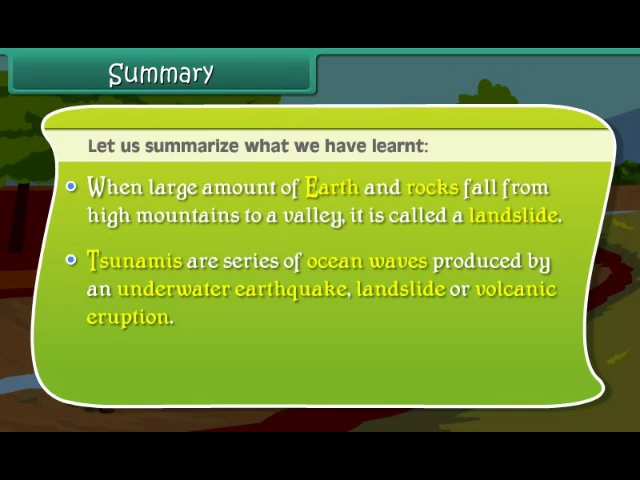 Summary
Let us summarize what we have learnt:
When large amount of Earth and rocks fall from
high mountains to a valley, it is called a landslide.
Tsunamis are series of ocean waves produced by
an underwater earthquake, landslide or volcanic
eruption.